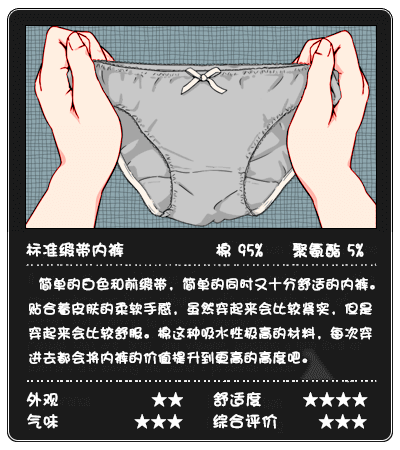 标准缎带内裤 棉 95% 聚氨酯 5%
简单的白色和前缎带，简单的同时又十分舒适的内裤。
贴合着皮肤的柔软手感，虽然穿起来会比较紧实，但是
穿起来会比较舒服。棉这种吸水性极高的材料，每次穿
进去都会将内裤的价值提升到更高的高度吧。
外观 ★★ 舒适度 ★★★★
气味 ★★★ 综合评价 ★★★